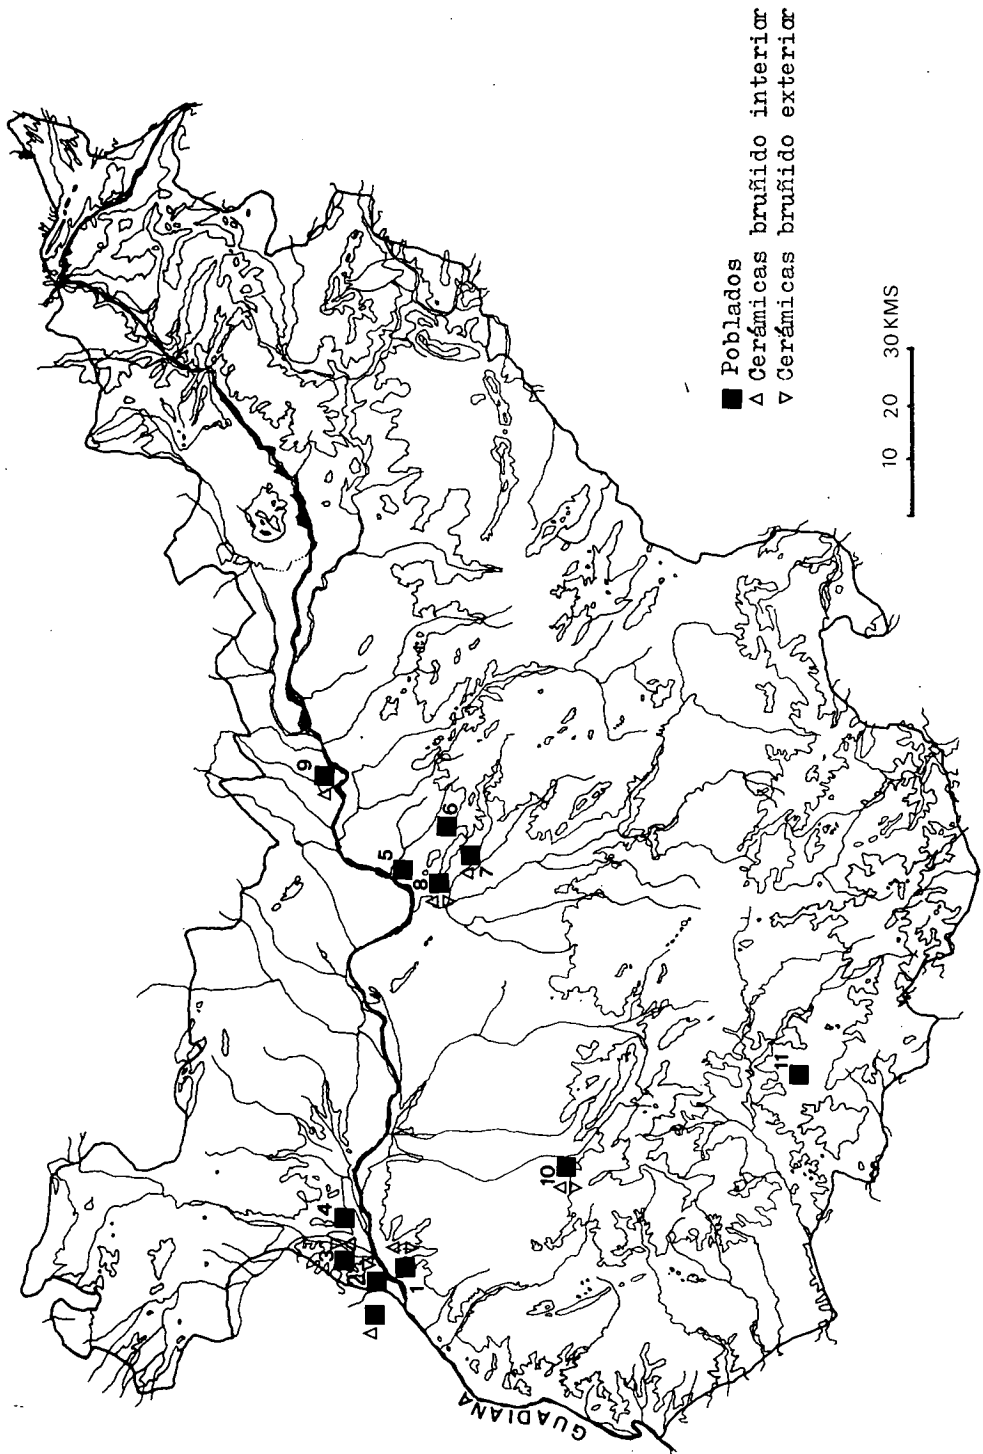 Poblados
Cerámicas bruñido interior
Cerámicas bruñido exterior
10 20 30 KMS
GUADIANA
1
2
3
4
5
6
7
8
9
10
11